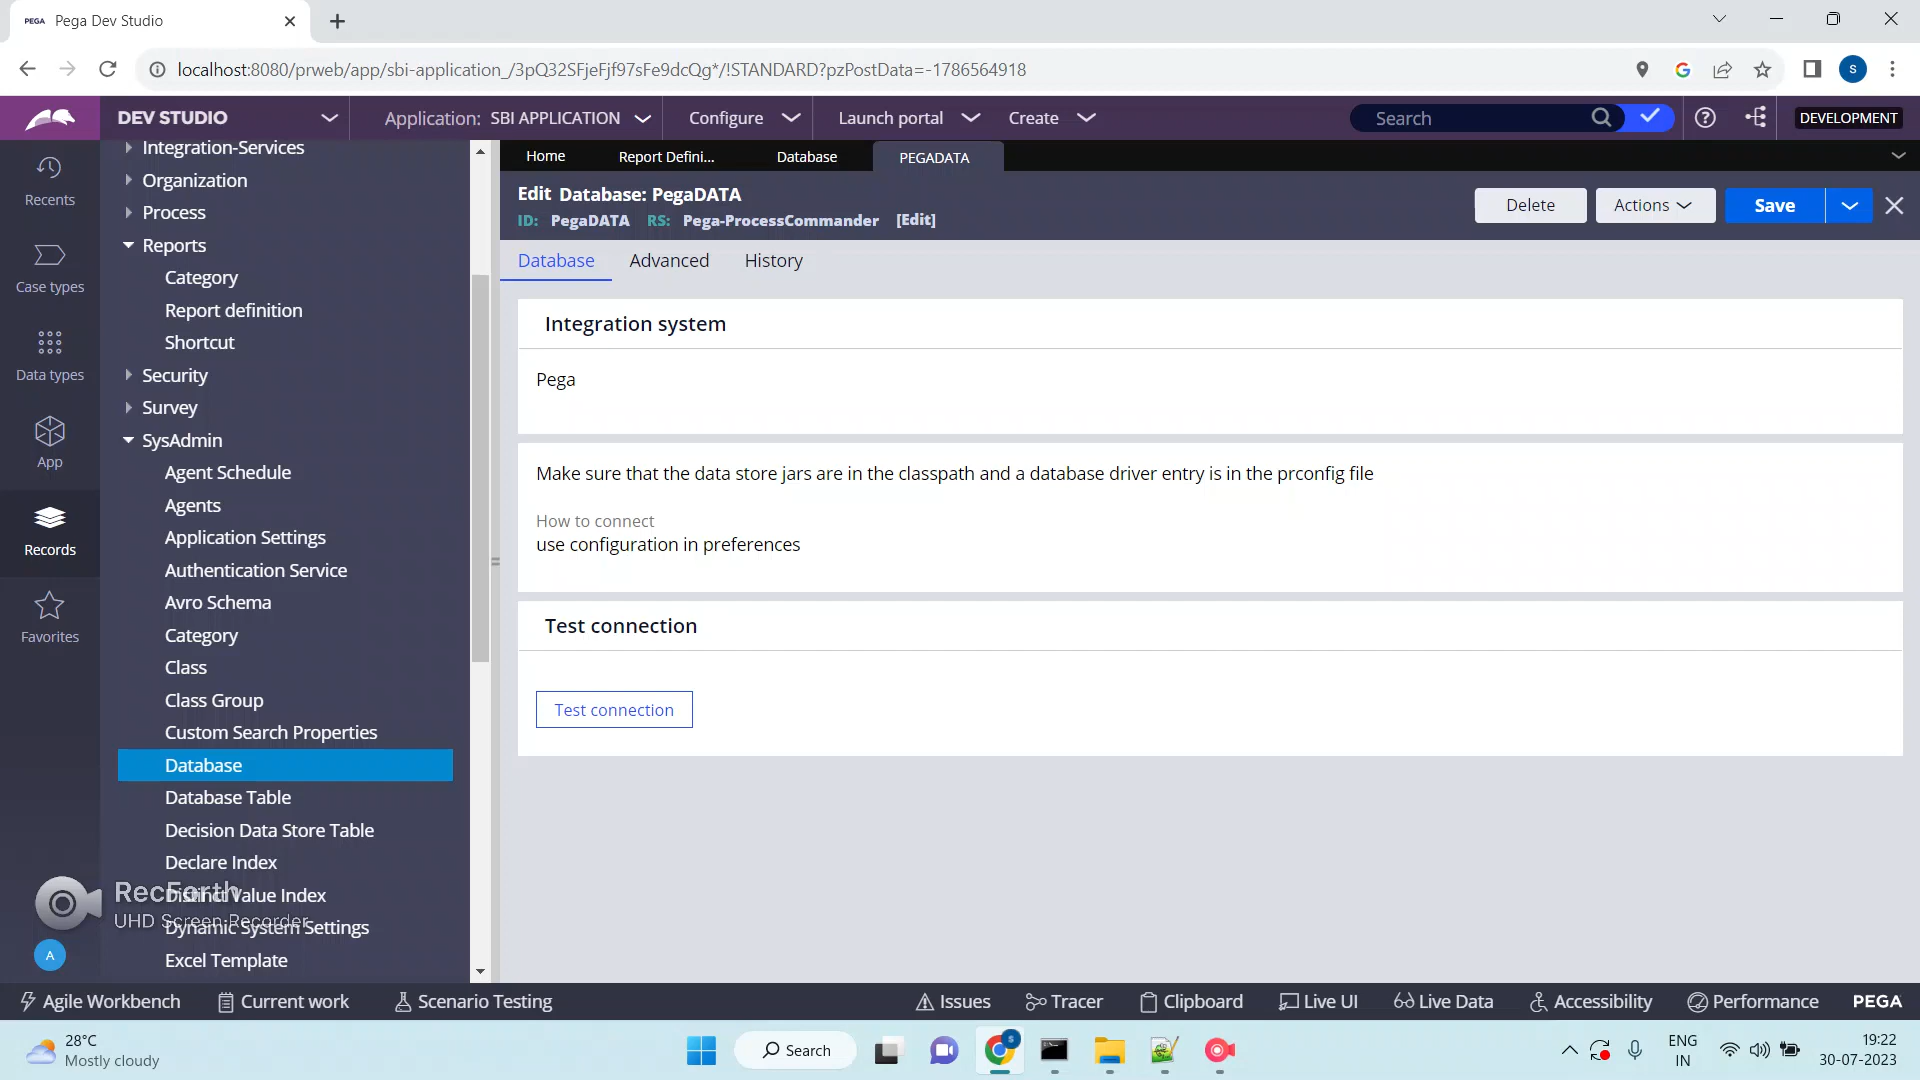 PEGA Pega Dev Studio
localhost:8080/prweb/app/sbi-application_/3pQ32SFjeFjf97sFe9dcQg*/!STANDARD?pzPostData=-1786564918
S
DEV STUDIO
Application: SBI APPLICATION
Configure
Launch portal
Create
Search
DEVELOPMENT
Recents
Case types
Data types
App
Records
Favorites
A
Integration-Services
Organization
Process
Reports
Category
Report definition
Shortcut
Security
Survey
SysAdmin
Agent Schedule
Agents
Application Settings
Authentication Service
Avro Schema
Category
Class
Class Group
Custom Search Properties
Database
Database Table
Decision Data Store Table
Declare Index
Distinct Value Index
Dynamic System Settings
Excel Template
RecForth
UHD Screen Recorder
Home
Report Defini...
Database
PEGADATA
Edit Database: PegaDATA
ID: PegaDATA RS: Pega-ProcessCommander [Edit]
Delete
Actions
Save
Database
Advanced
History
Integration system
Pega
Make sure that the data store jars are in the classpath and a database driver entry is in the prconfig file
How to connect
use configuration in preferences
Test connection
Test connection
Agile Workbench
Current work
Scenario Testing
Issues
Tracer
Clipboard
Live UI
Live Data
Accessibility
Performance
PEGA
28°C
Mostly cloudy
Search
ENG
IN
19:22
30-07-2023